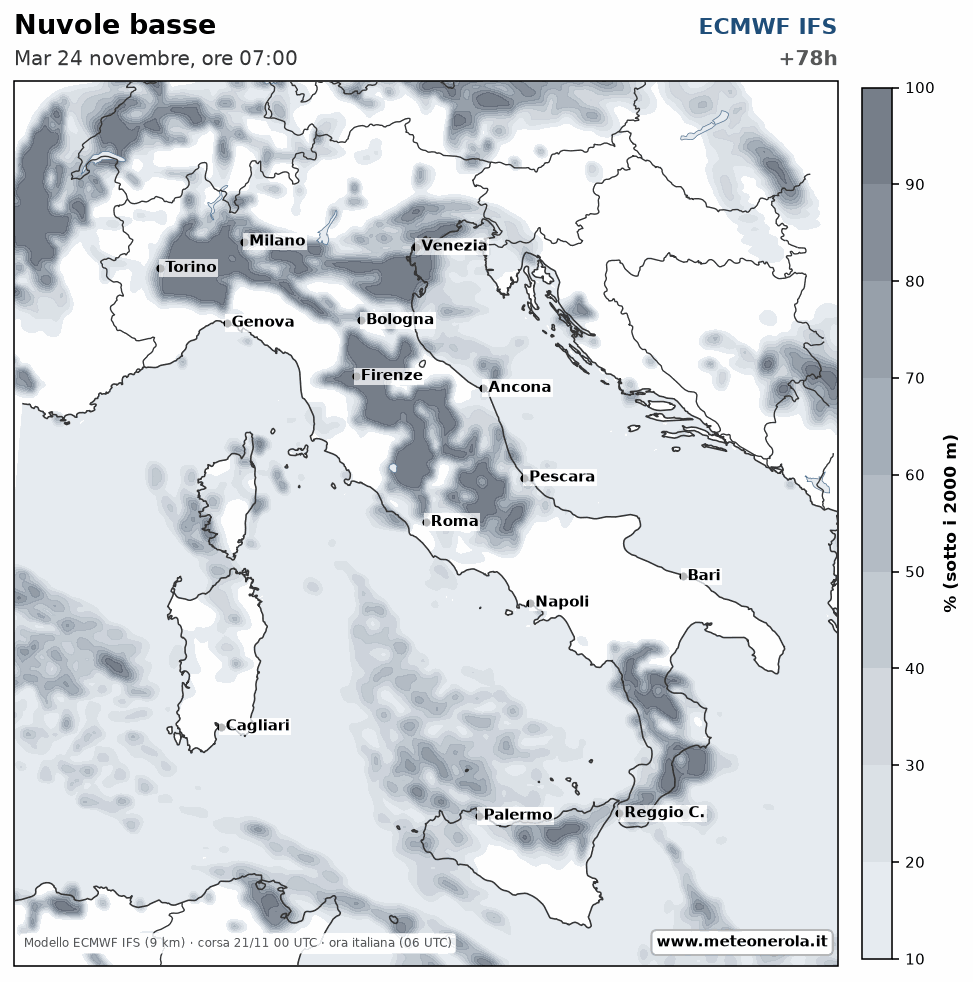 Nuvole basse
ECMWF IFS
Mar 24 novembre, ore 07:00
+78h
100
90
80
70
60
50
40
30
20
10
% (sotto i 2000 m)
Milano
Venezia
Torino
Genova
Bologna
Firenze
Ancona
Pescara
Roma
Bari
Napoli
Cagliari
Palermo
Reggio C.
Modello ECMWF IFS (9 km) · corsa 21/11 00 UTC · ora italiana (06 UTC)
www.meteonerola.it